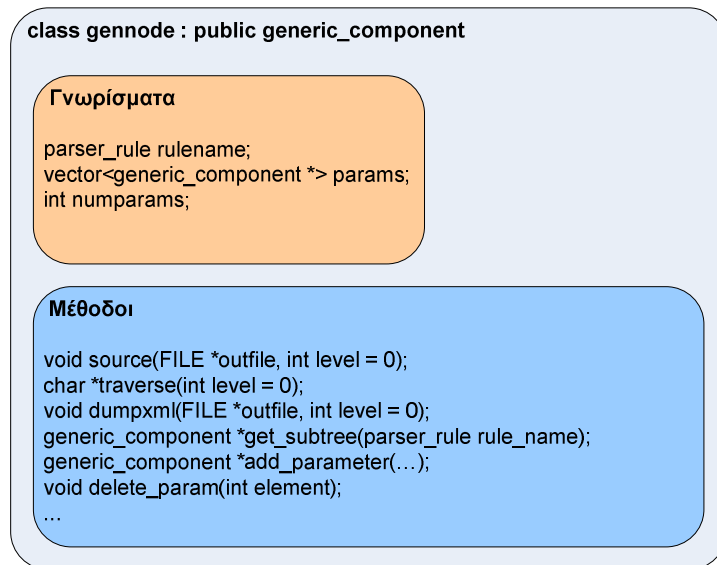 class gennode : public generic_component
Γνωρίσματα
parser_rule rulename;
vector<generic_component *> params;
int numparams;
Μέθοδοι
void source(FILE *outfile, int level = 0);
char *traverse(int level = 0);
void dumpxml(FILE *outfile, int level = 0);
generic_component *get_subtree(parser_rule rule_name);
generic_component *add_parameter(…);
void delete_param(int element);
…